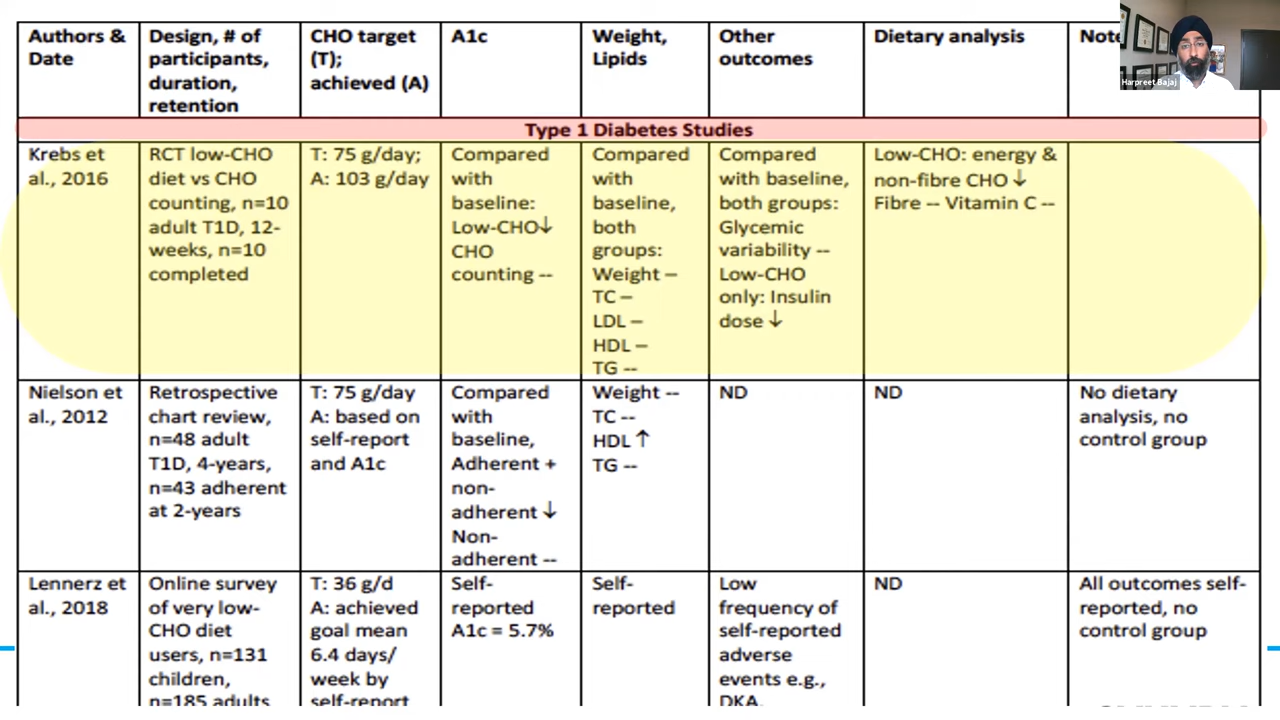 Authors &
Date
Design, # of
participants,
duration,
retention
CHO target
(T);
achieved (A)
A1c
Weight,
Lipids
Other
outcomes
Dietary analysis
Note
Harpreet Bajaj
Type 1 Diabetes Studies
Krebs et
al., 2016
RCT low-CHO
diet vs CHO
counting, n=10
adult T1D, 12-
weeks, n=10
completed
T: 75 g/day;
A: 103 g/day
Compared
with
baseline:
Low-CHO↓
CHO
counting --
Compared
with
baseline,
both
groups:
Weight –
TC –
LDL –
HDL –
TG --
Compared
with baseline,
both groups:
Glycemic
variability --
Low-CHO
only: Insulin
dose ↓
Low-CHO: energy &
non-fibre CHO ↓
Fibre -- Vitamin C --
Nielson et
al., 2012
Retrospective
chart review,
n=48 adult
T1D, 4-years,
n=43 adherent
at 2-years
T: 75 g/day
A: based on
self-report
and A1c
Compared
with
baseline,
Adherent +
non-
adherent ↓
Non-
adherent --
Weight --
TC --
HDL ↑
TG --
ND
ND
No dietary
analysis, no
control group
Lennerz et
al., 2018
Online survey
of very low-
CHO diet
users, n=131
children,
n=185 adults
T: 36 g/d
A: achieved
goal mean
6.4 days/
week by
self-report
Self-
reported
A1c = 5.7%
Self-
reported
Low
frequency of
self-reported
adverse
events e.g.,
DKA,
ND
All outcomes self-
reported, no
control group